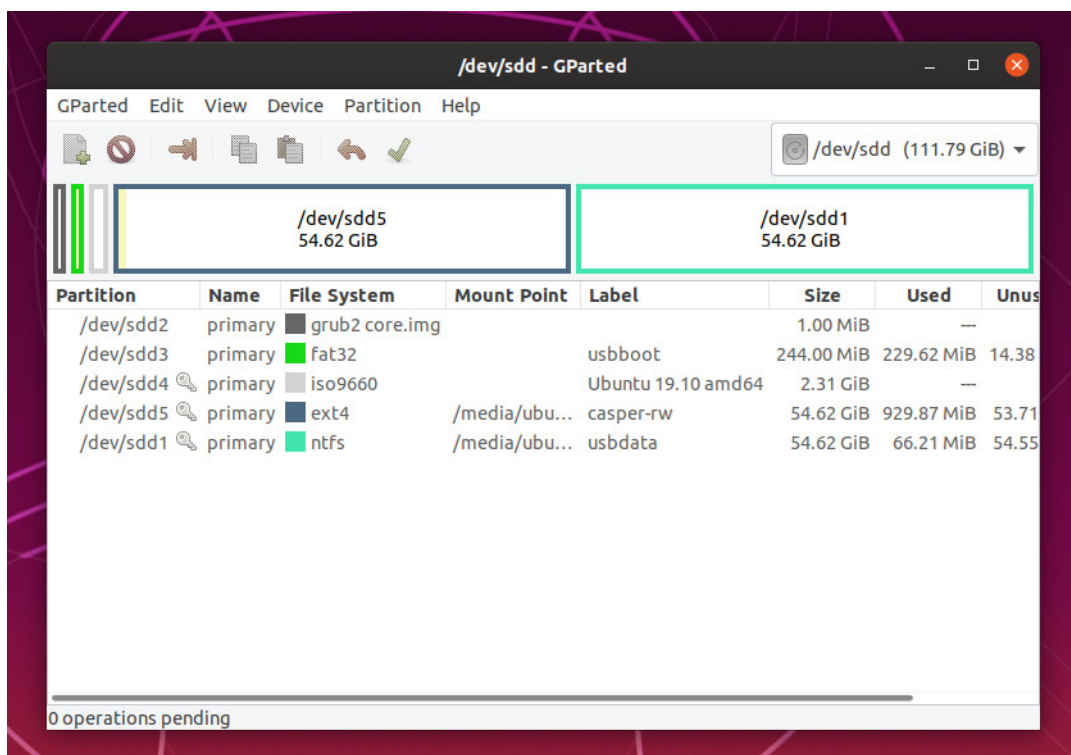 /dev/sdd - GParted
GParted Edit View Device Partition Help
/dev/sdd (111.79 GiB)
/dev/sdd5
54.62 GiB
/dev/sdd1
54.62 GiB
Partition Name File System Mount Point Label Size Used Unus
/dev/sdd2 primary grub2 core.img 1.00 MiB ---
/dev/sdd3 primary fat32 usbboot 244.00 MiB 229.62 MiB 14.38
/dev/sdd4 primary iso9660 Ubuntu 19.10 amd64 2.31 GiB ---
/dev/sdd5 primary ext4 /media/ubu... casper-rw 54.62 GiB 929.87 MiB 53.71
/dev/sdd1 primary ntfs /media/ubu... usbdata 54.62 GiB 66.21 MiB 54.55
0 operations pending